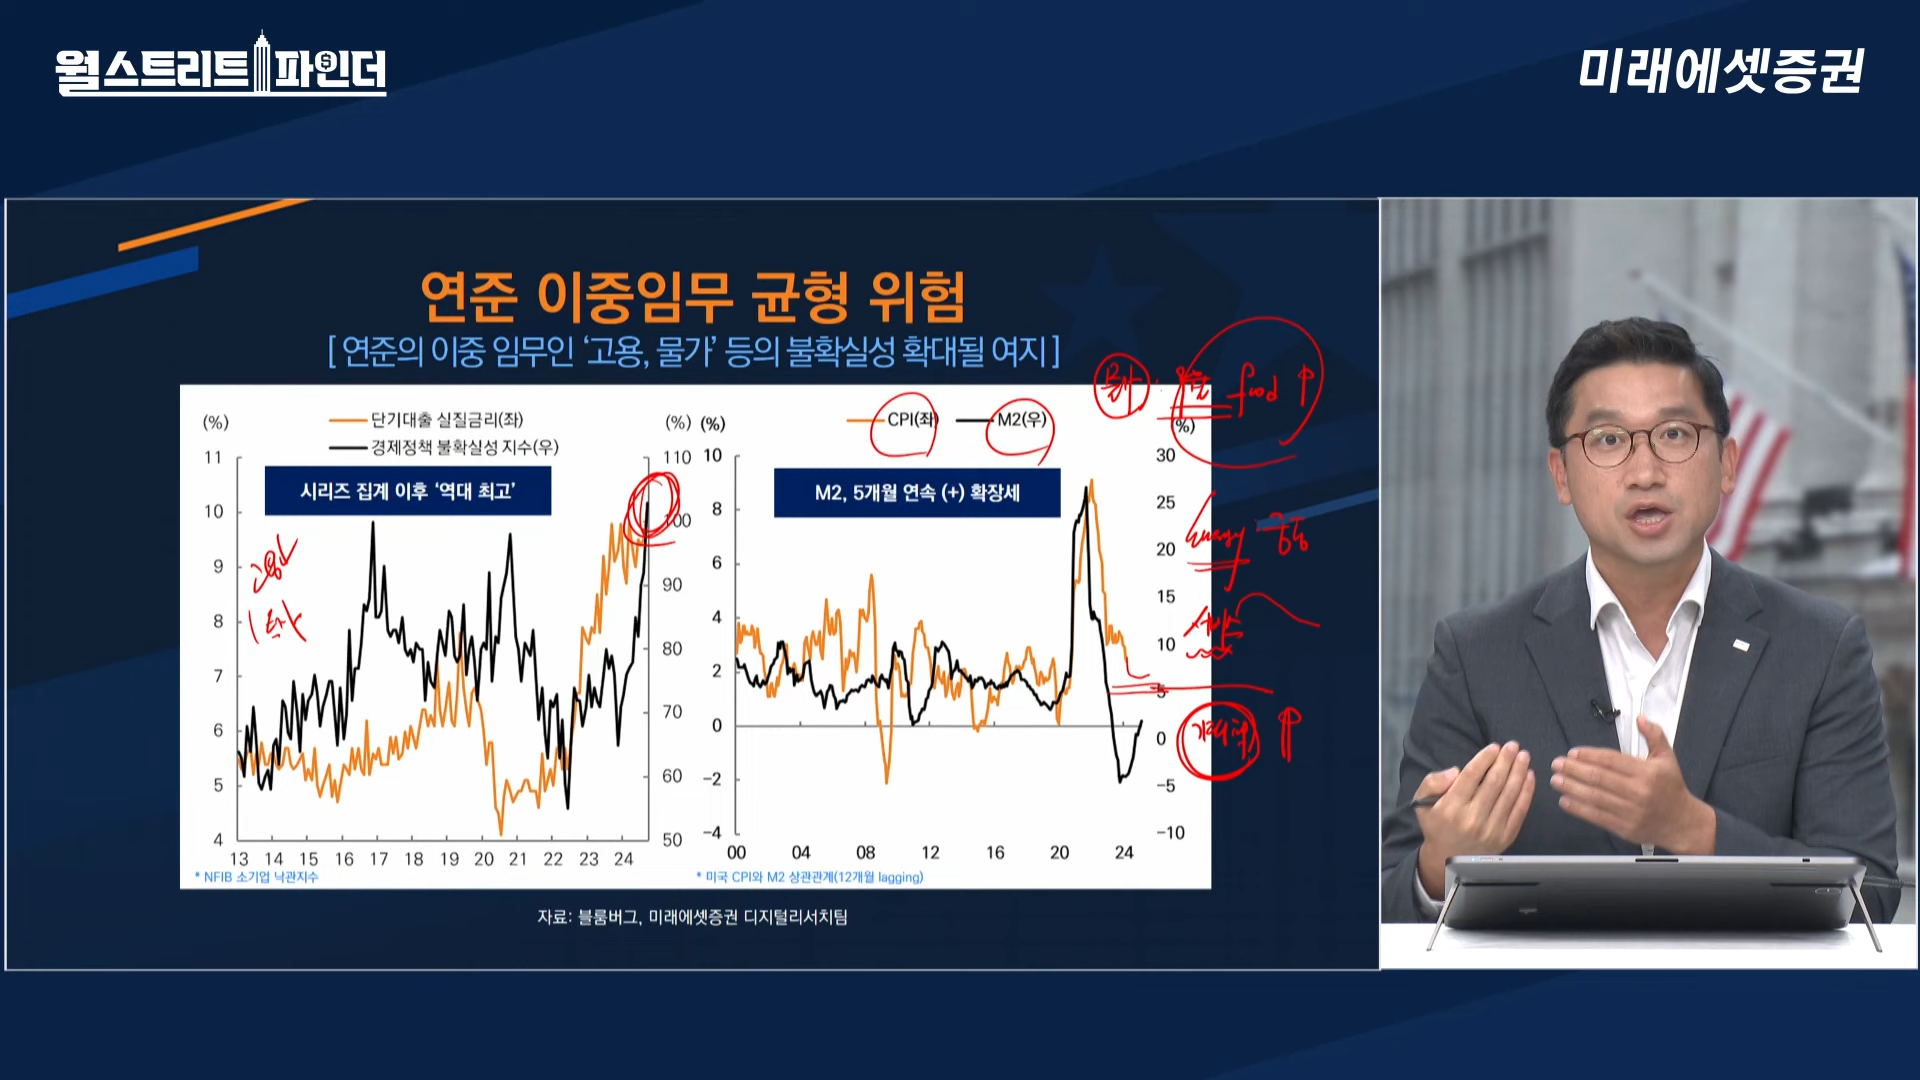 월스트리트파인더
미래에셋증권
연준 이중임무 균형 위험
[ 연준의 이중 임무인 ‘고용, 물가’ 등의 불확실성 확대될 여지 ]
(%)
단기대출 실질금리(좌)
경제정책 불확실성 지수(우)
(%)
시리즈 집계 이후 ‘역대 최고’
11
10
9
8
7
6
5
4
110
100
90
80
70
60
50
13 14 15 16 17 18 19 20 21 22 23 24
* NFIB 소기업 낙관지수
고용
(%)
CPI(좌)
M2(우)
%)
M2, 5개월 연속 (+) 확장세
10
8
6
4
2
0
−2
−4
30
25
20
15
10
5
0
−5
−10
00 04 08 12 16 20 24
* 미국 CPI와 M2 상관관계(12개월 lagging)
물가
food ↑
Energy
자료: 블룸버그, 미래에셋증권 디지털리서치팀